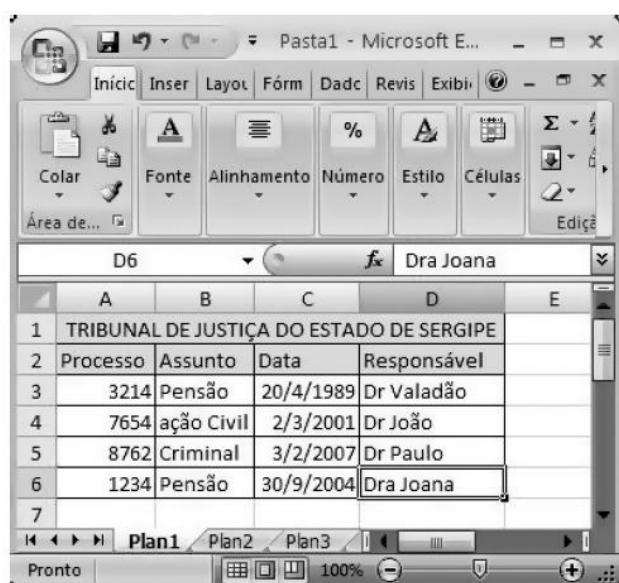 Pasta1 - Microsoft E...
Iníci Inser Layou Fórm Dadc Revis Exibi
Colar Fonte Alinhamento % Número Estilo Células Σ
Área de... Ediçã
D6 fx Dra Joana
A B C D E
1 TRIBUNAL DE JUSTIÇA DO ESTADO DE SERGIPE
2 Processo Assunto Data Responsável
3 3214 Pensão 20/4/1989 Dr Valadão
4 7654 ação Civil 2/3/2001 Dr João
5 8762 Criminal 3/2/2007 Dr Paulo
6 1234 Pensão 30/9/2004 Dra Joana
7
Plan1 Plan2 Plan3
Pronto 100%